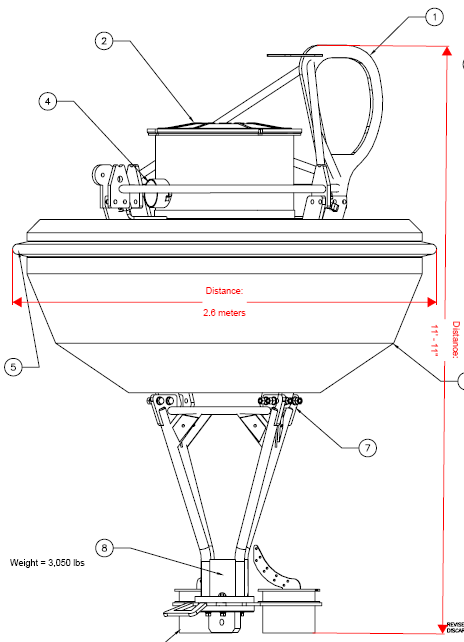 1
2
4
Distance:
2.6 meters
Distance:
11' - 11"
5
7
8
Weight = 3,050 lbs
REVISE
DISCAR